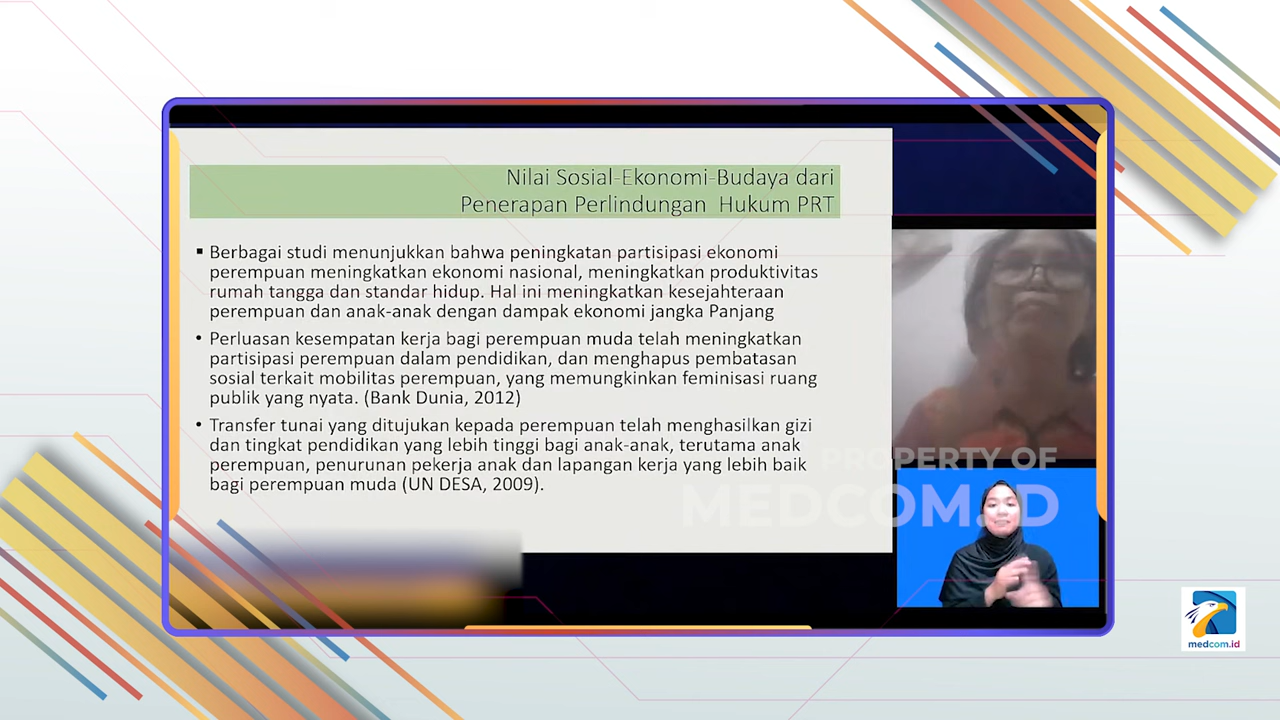 Nilai Sosial-Ekonomi-Budaya dari
Penerapan Perlindungan Hukum PRT
▪ Berbagai studi menunjukkan bahwa peningkatan partisipasi ekonomi
perempuan meningkatkan ekonomi nasional, meningkatkan produktivitas
rumah tangga dan standar hidup. Hal ini meningkatkan kesejahteraan
perempuan dan anak-anak dengan dampak ekonomi jangka Panjang
• Perluasan kesempatan kerja bagi perempuan muda telah meningkatkan
partisipasi perempuan dalam pendidikan, dan menghapus pembatasan
sosial terkait mobilitas perempuan, yang memungkinkan feminisasi ruang
publik yang nyata. (Bank Dunia, 2012)
• Transfer tunai yang ditujukan kepada perempuan telah menghasilkan gizi
dan tingkat pendidikan yang lebih tinggi bagi anak-anak, terutama anak
perempuan, penurunan pekerja anak dan lapangan kerja yang lebih baik
bagi perempuan muda (UN DESA, 2009).
PROPERTY OF
MEDCOM.ID
medcom.id